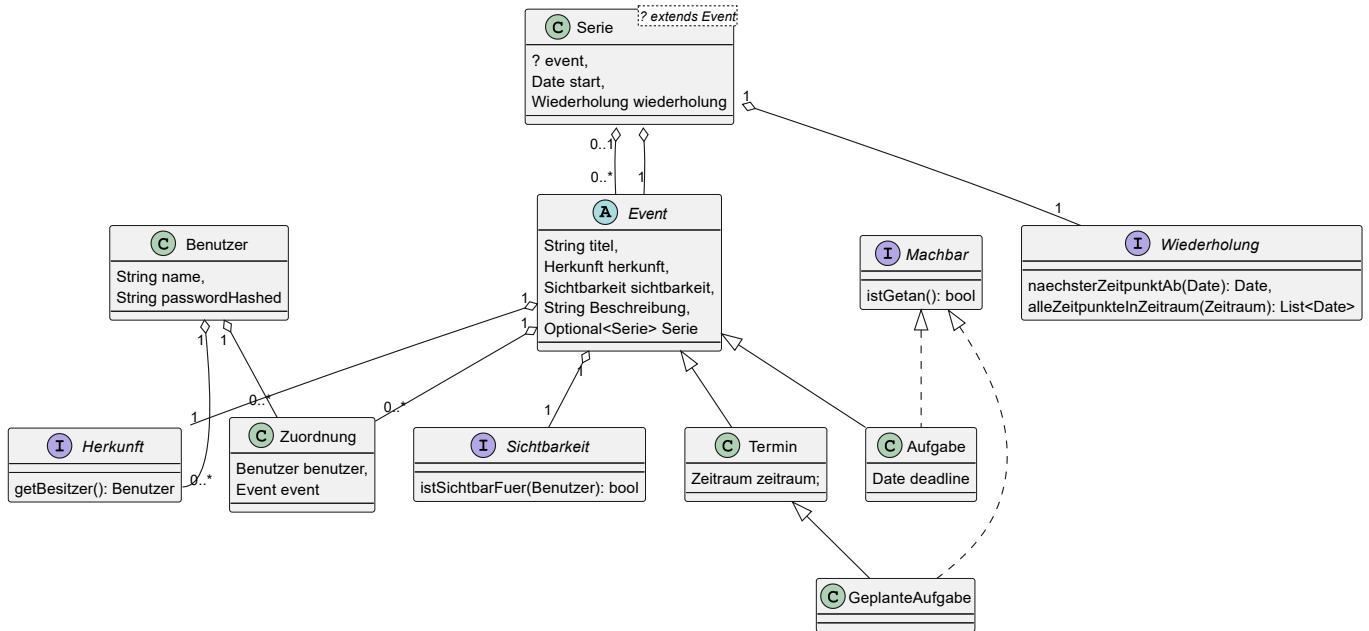 ? extends Event
C Serie
? event,
Date start,
Wiederholung wiederholung
1
0..1
0..*
1
1
A Event
String titel,
Herkunft herkunft,
Sichtbarkeit sichtbarkeit,
String Beschreibung,
Optional<Serie> Serie
C Benutzer
String name,
String passwordHashed
I Machbar
istGetan(): bool
I Wiederholung
naechsterZeitpunktAb(Date): Date,
alleZeitpunkteInZeitraum(Zeitraum): List<Date>
1
1
1
1
1
0..*
0..*
1
1
I Herkunft
getBesitzer(): Benutzer
0..*
C Zuordnung
Benutzer benutzer,
Event event
I Sichtbarkeit
istSichtbarFuer(Benutzer): bool
C Termin
Zeitraum zeitraum;
C Aufgabe
Date deadline
C GeplanteAufgabe